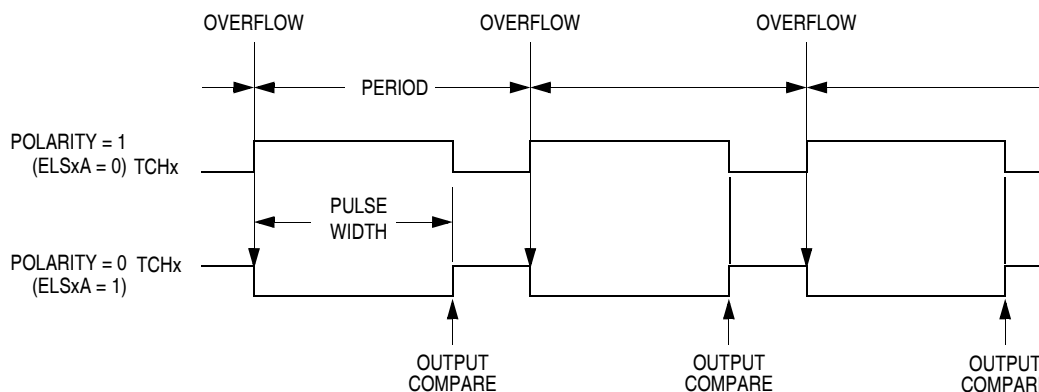 OVERFLOW OVERFLOW OVERFLOW
PERIOD
POLARITY = 1
(ELSxA = 0) TCHx
PULSE
WIDTH
POLARITY = 0 TCHx
(ELSxA = 1)
OUTPUT
COMPARE
OUTPUT
COMPARE
OUTPUT
COMPARE